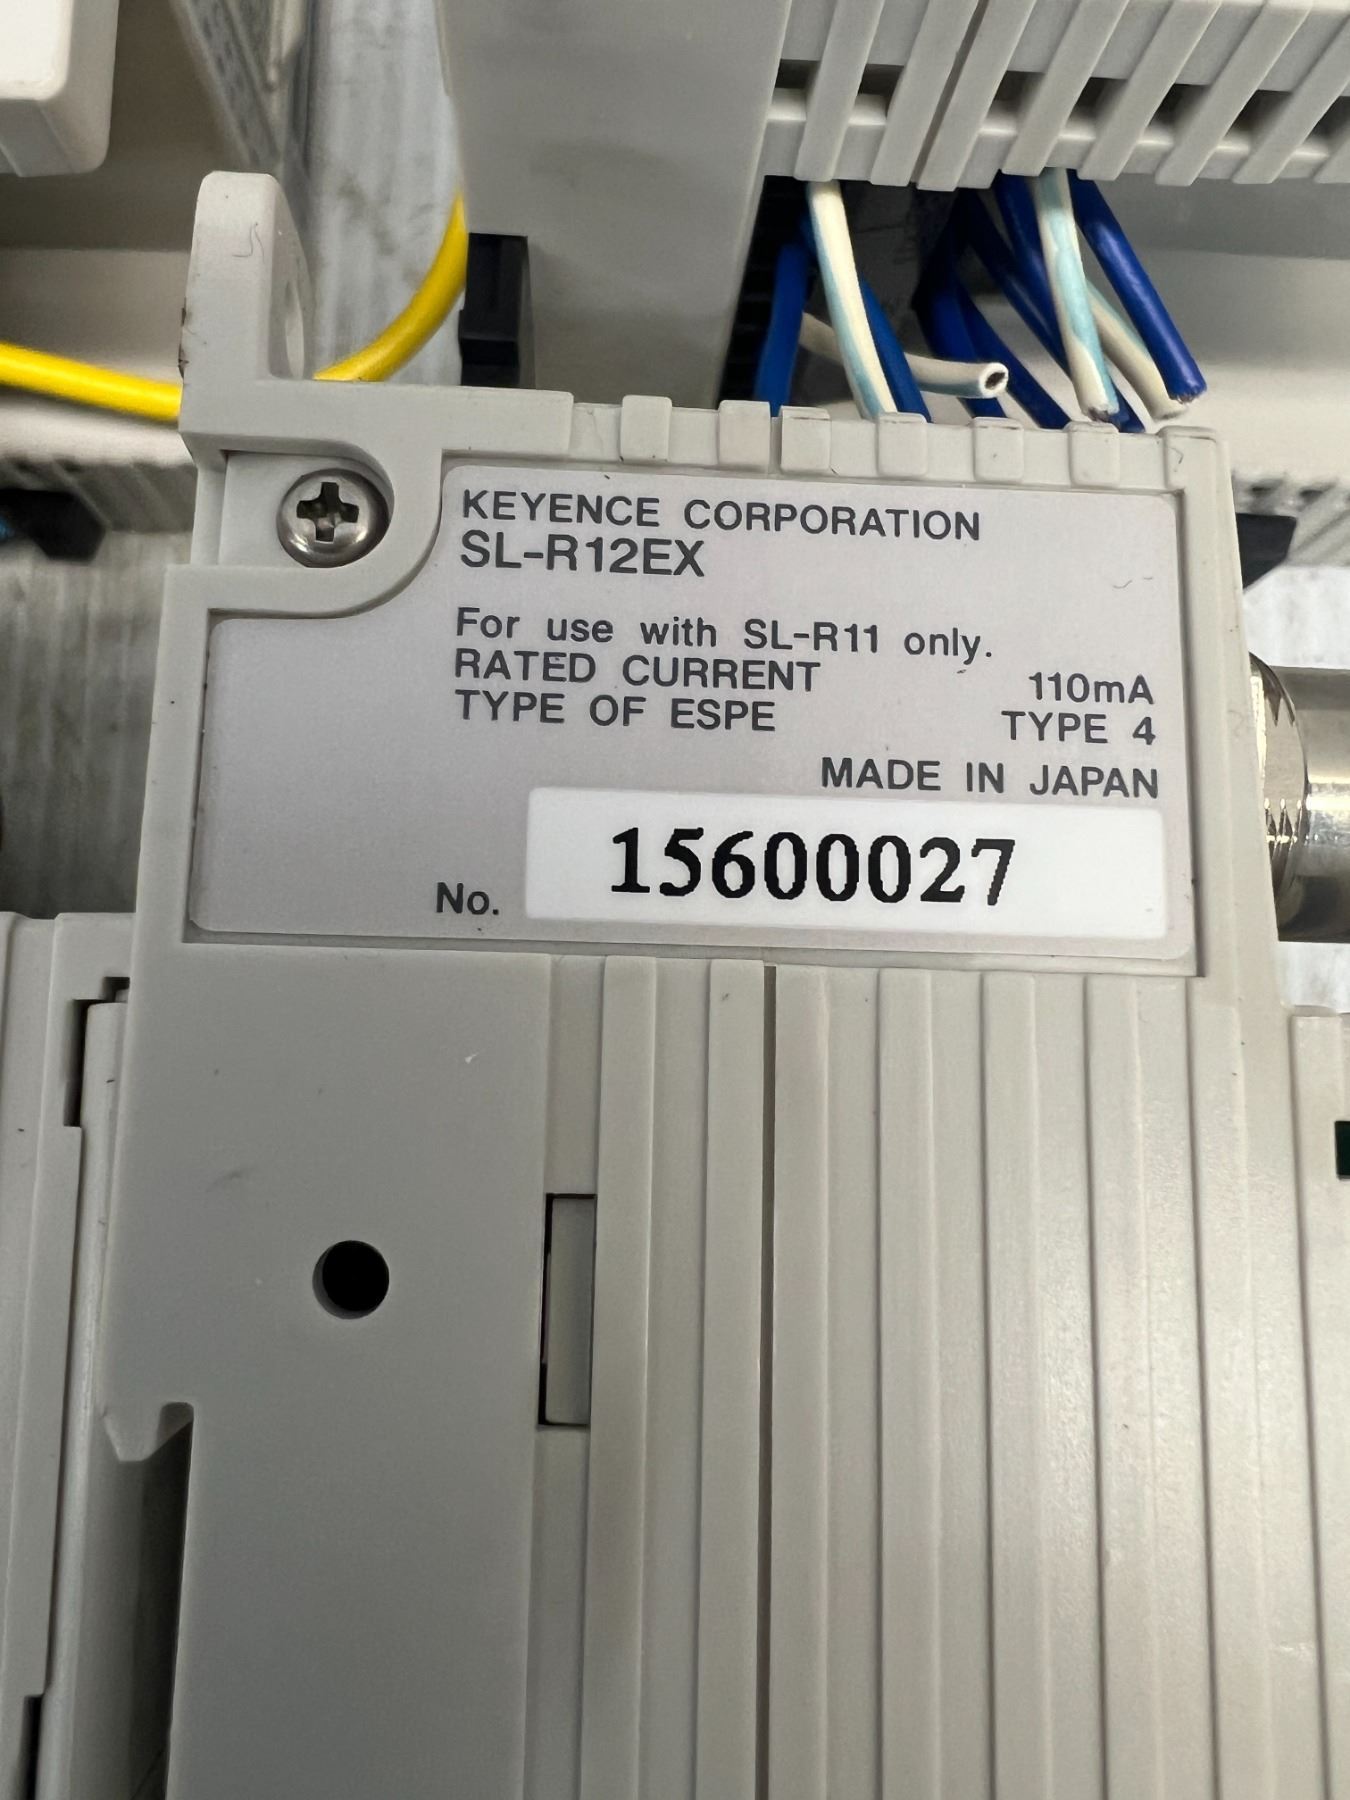 KEYENCE CORPORATION
SL-R12EX
For use with SL-R11 only.
RATED CURRENT 110mA
TYPE OF ESPE TYPE 4
MADE IN JAPAN
No. 15600027